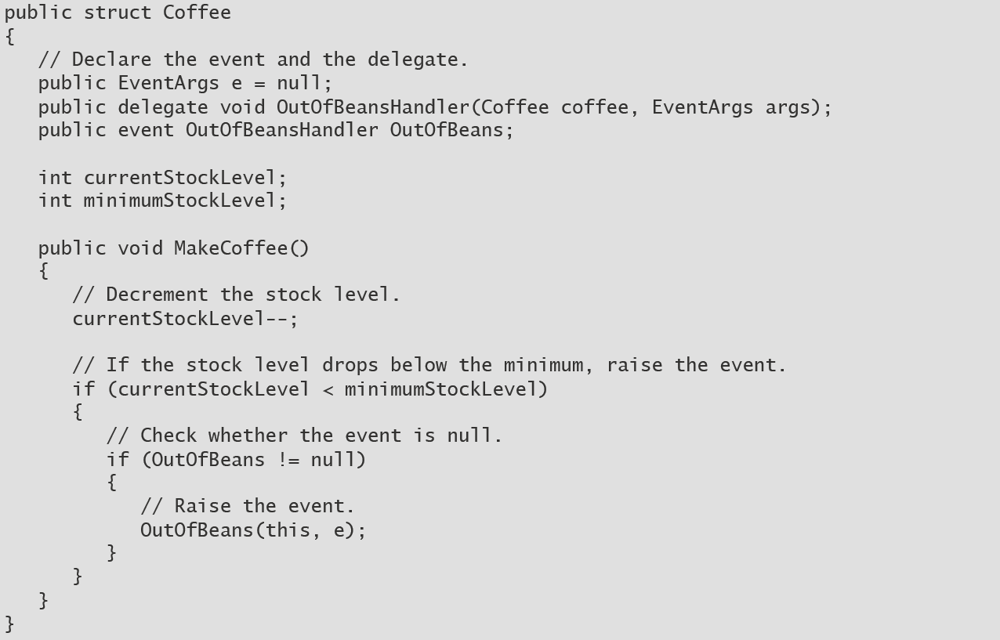 public struct Coffee
{
   // Declare the event and the delegate.
   public EventArgs e = null;
   public delegate void OutOfBeansHandler(Coffee coffee, EventArgs args);
   public event OutOfBeansHandler OutOfBeans;

   int currentStockLevel;
   int minimumStockLevel;

   public void MakeCoffee()
   {
      // Decrement the stock level.
      currentStockLevel--;

      // If the stock level drops below the minimum, raise the event.
      if (currentStockLevel < minimumStockLevel)
      {
         // Check whether the event is null.
         if (OutOfBeans != null)
         {
            // Raise the event.
            OutOfBeans(this, e);
         }
      }
   }
}